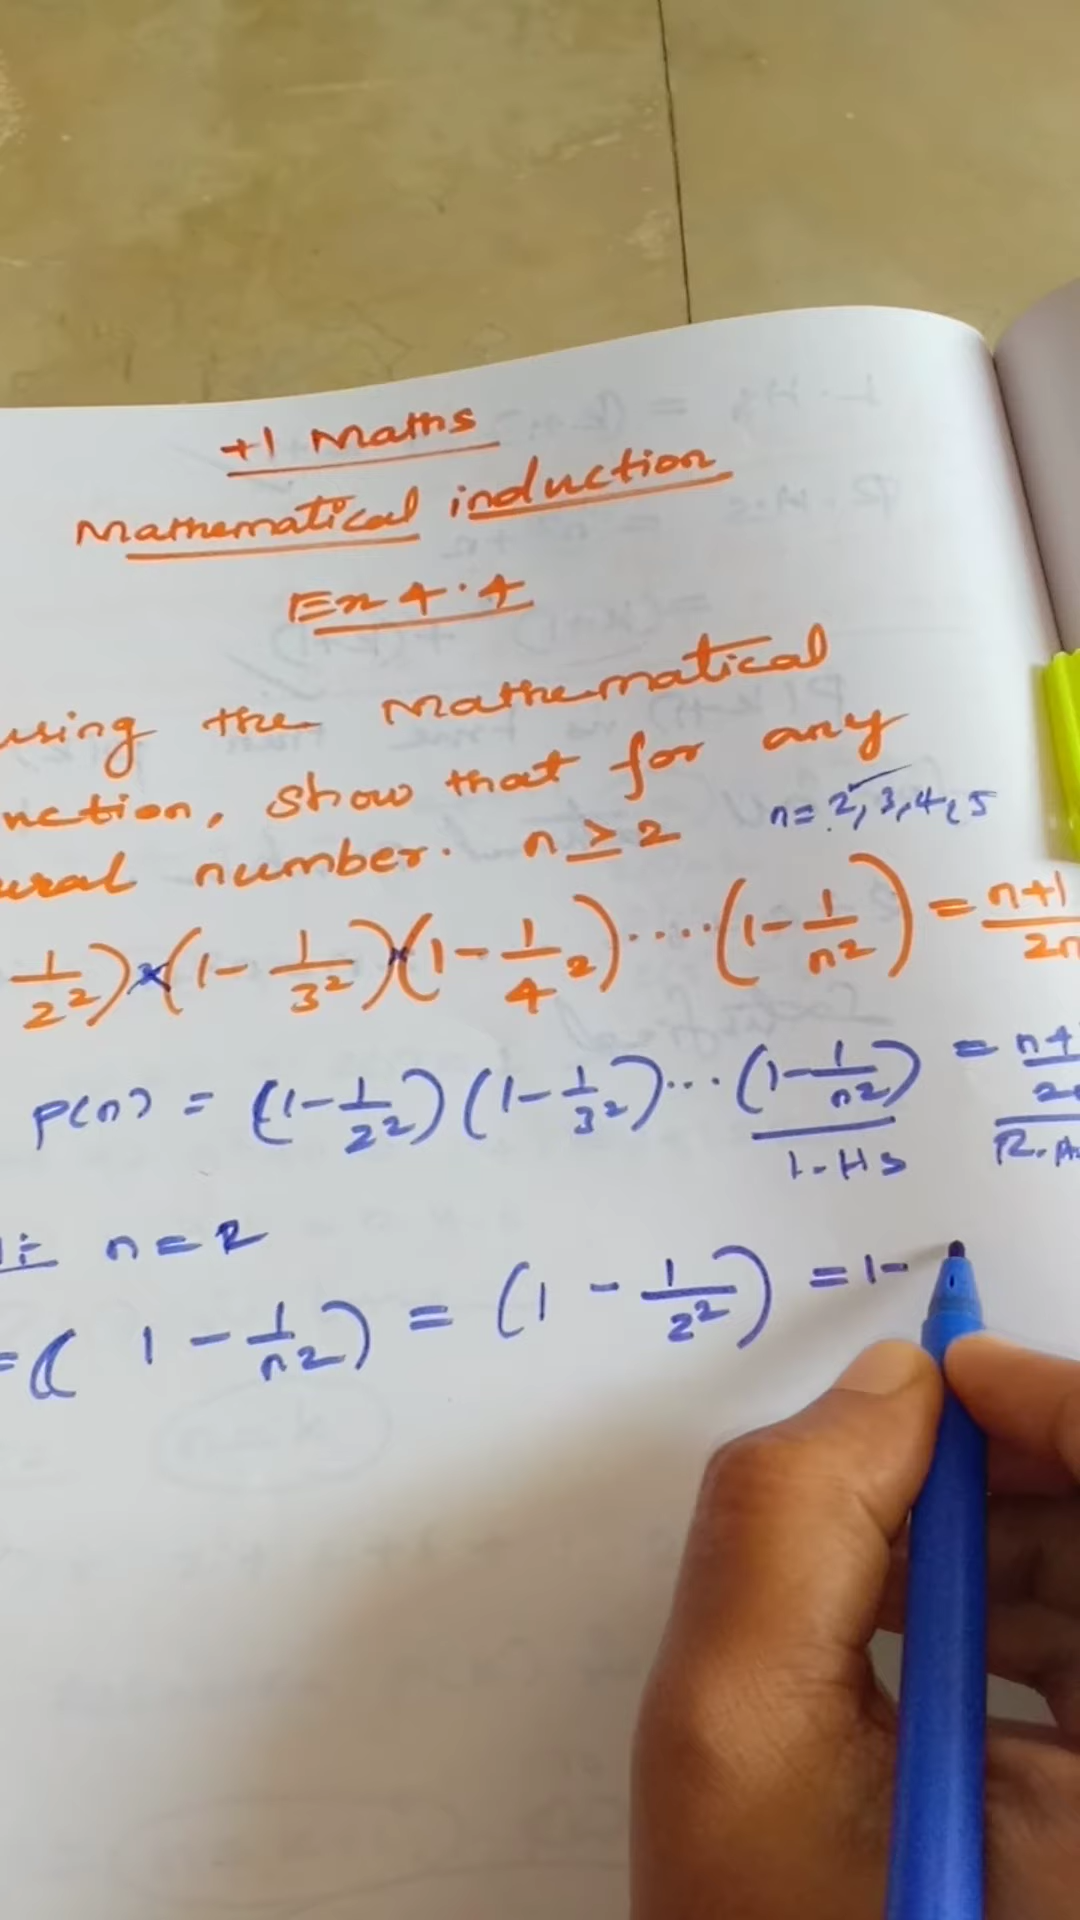 +1 Maths
Mathematical induction
Ex 4.4
using the Mathematical
nction, show that for any
ural number. n ≥ 2
n = 2, 3, 4, 5
1/2²) × (1 - 1/3²) × (1 - 1/4²) .... (1 - 1/n²) = n+1/2n
P(n) = (1 - 1/2²) (1 - 1/3²) ... (1 - 1/n²) = n+
L.Hs
n = 2
= (1 - 1/n²) = (1 - 1/2²) = 1 -